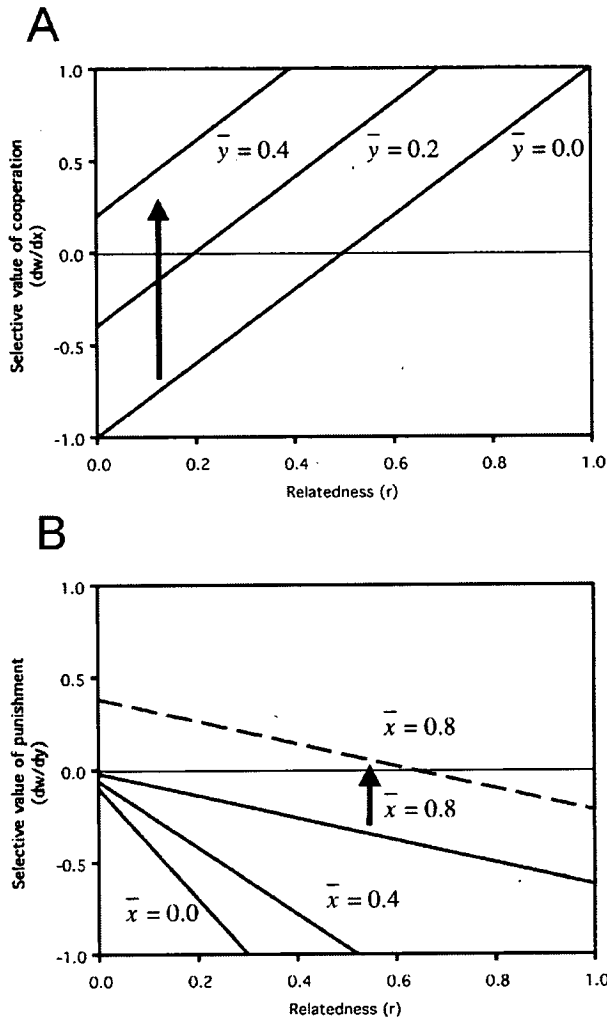 A
1.0
0.5
0.0
-0.5
-1.0
Selective value of cooperation
(dw/dx)
y̅ = 0.4
y̅ = 0.2
y̅ = 0.0
0.0 0.2 0.4 0.6 0.8 1.0
Relatedness (r)
B
1.0
0.5
0.0
-0.5
-1.0
Selective value of punishment
(dw/dy)
x̅ = 0.8
x̅ = 0.8
x̅ = 0.4
x̅ = 0.0
0.0 0.2 0.4 0.6 0.8 1.0
Relatedness (r)